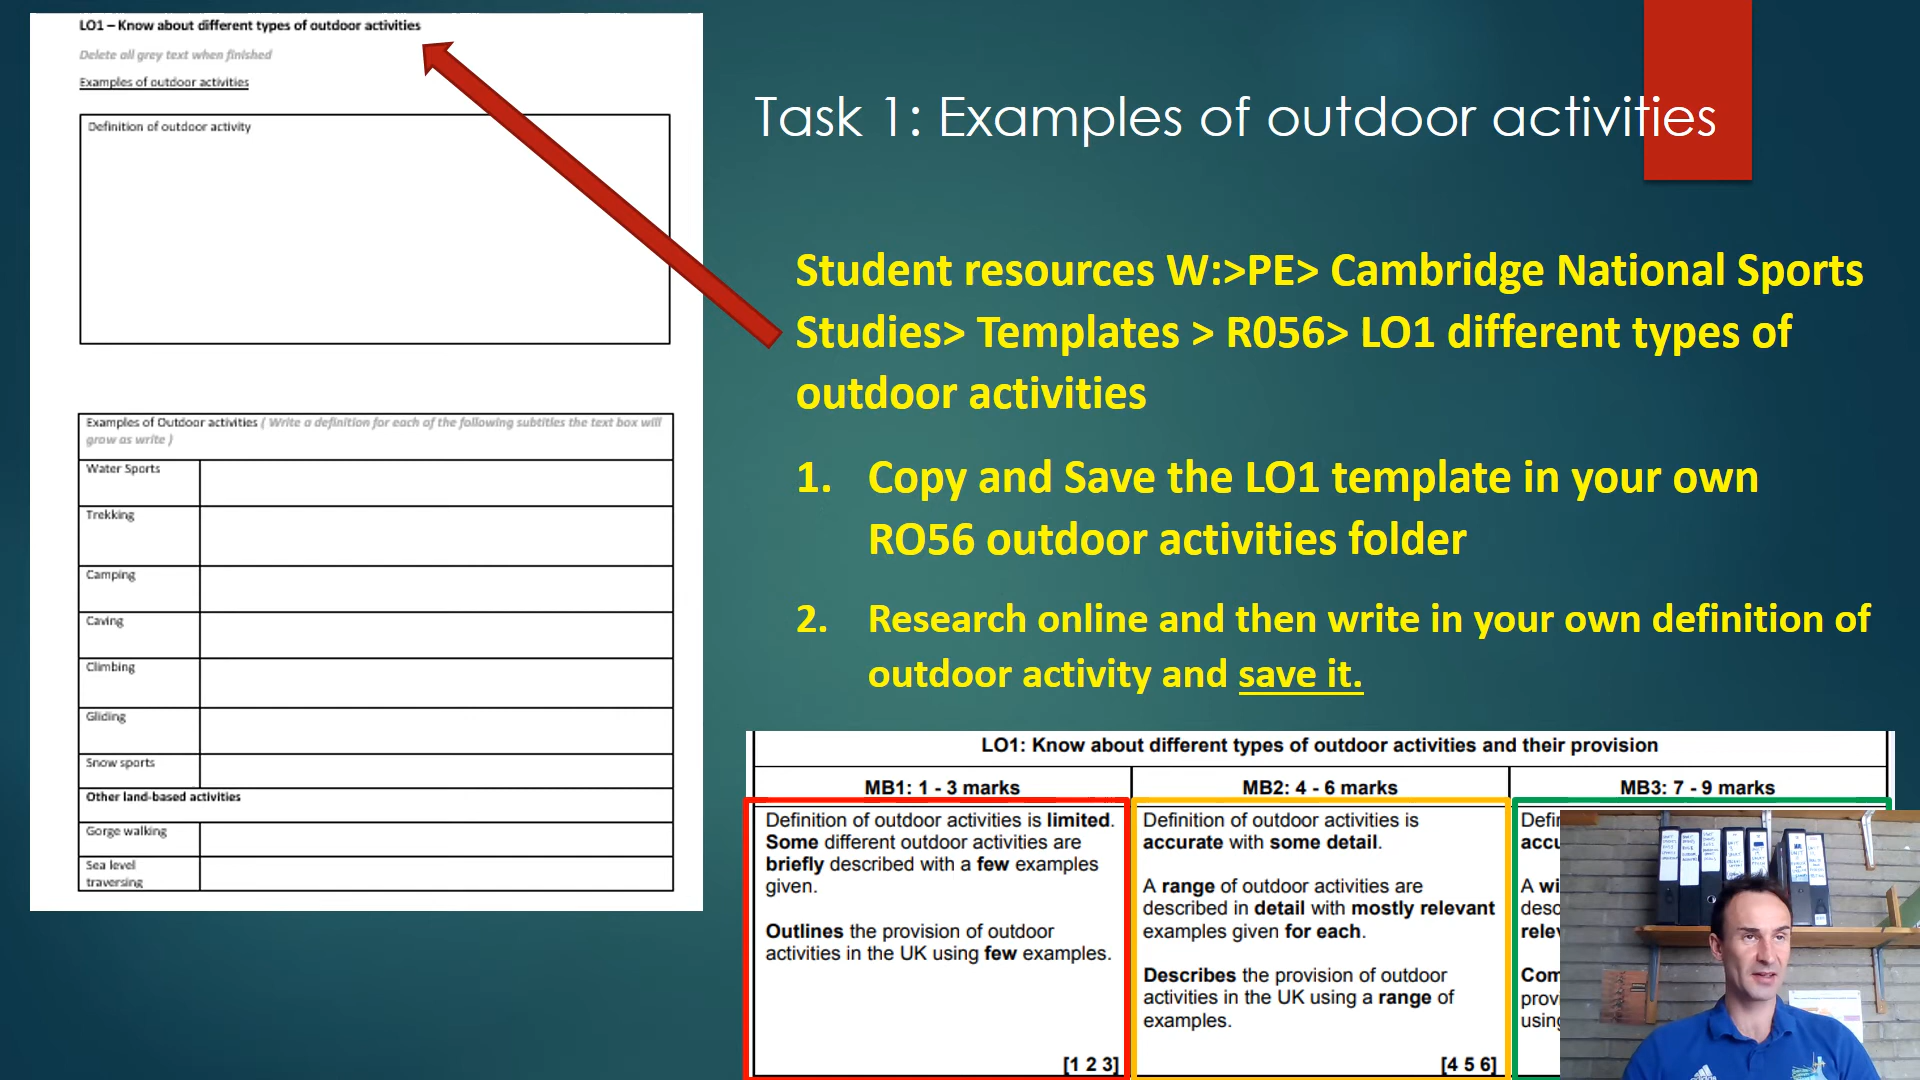 LO1 – Know about different types of outdoor activities
Delete all grey text when finished
Examples of outdoor activities
Definition of outdoor activity
Examples of Outdoor activities ( Write a definition for each of the following subtitles the text box will
grow as write )
Water Sports
Trekking
Camping
Caving
Climbing
Gliding
Snow sports
Other land-based activities
Gorge walking
Sea level
traversing
Task 1: Examples of outdoor activities
Student resources W:>PE> Cambridge National Sports
Studies> Templates > R056> LO1 different types of
outdoor activities
1. Copy and Save the LO1 template in your own
RO56 outdoor activities folder
2. Research online and then write in your own definition of
outdoor activity and save it.
LO1: Know about different types of outdoor activities and their provision
MB1: 1 - 3 marks
Definition of outdoor activities is limited.
Some different outdoor activities are
briefly described with a few examples
given.
Outlines the provision of outdoor
activities in the UK using few examples.
[1 2 3]
MB2: 4 - 6 marks
Definition of outdoor activities is
accurate with some detail.
A range of outdoor activities are
described in detail with mostly relevant
examples given for each.
Describes the provision of outdoor
activities in the UK using a range of
examples.
[4 5 6]
MB3: 7 - 9 marks
Defi
accu
A wi
desc
relev
Com
prov
using
adidas